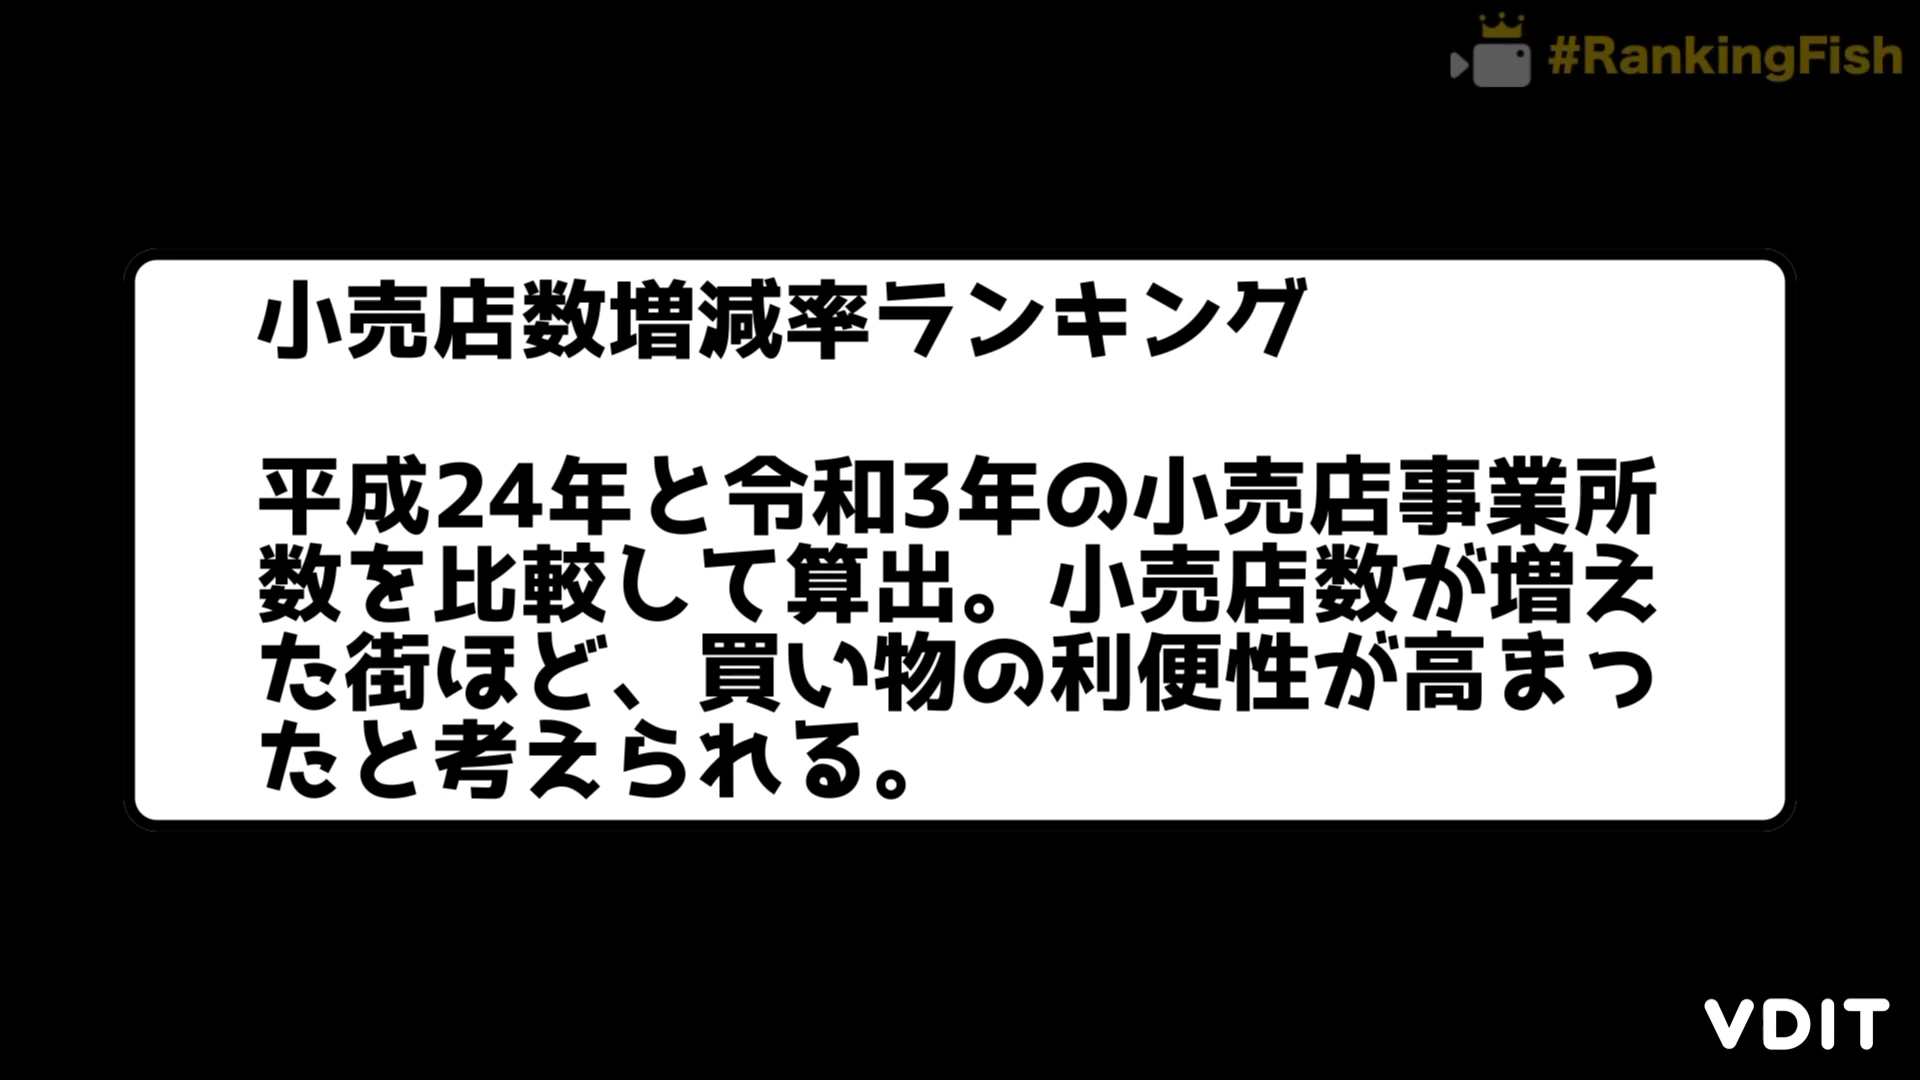 #RankingFish
小売店数増減率ランキング
平成24年と令和3年の小売店事業所
数を比較して算出。小売店数が増え
た街ほど、買い物の利便性が高まっ
たと考えられる。
VDIT